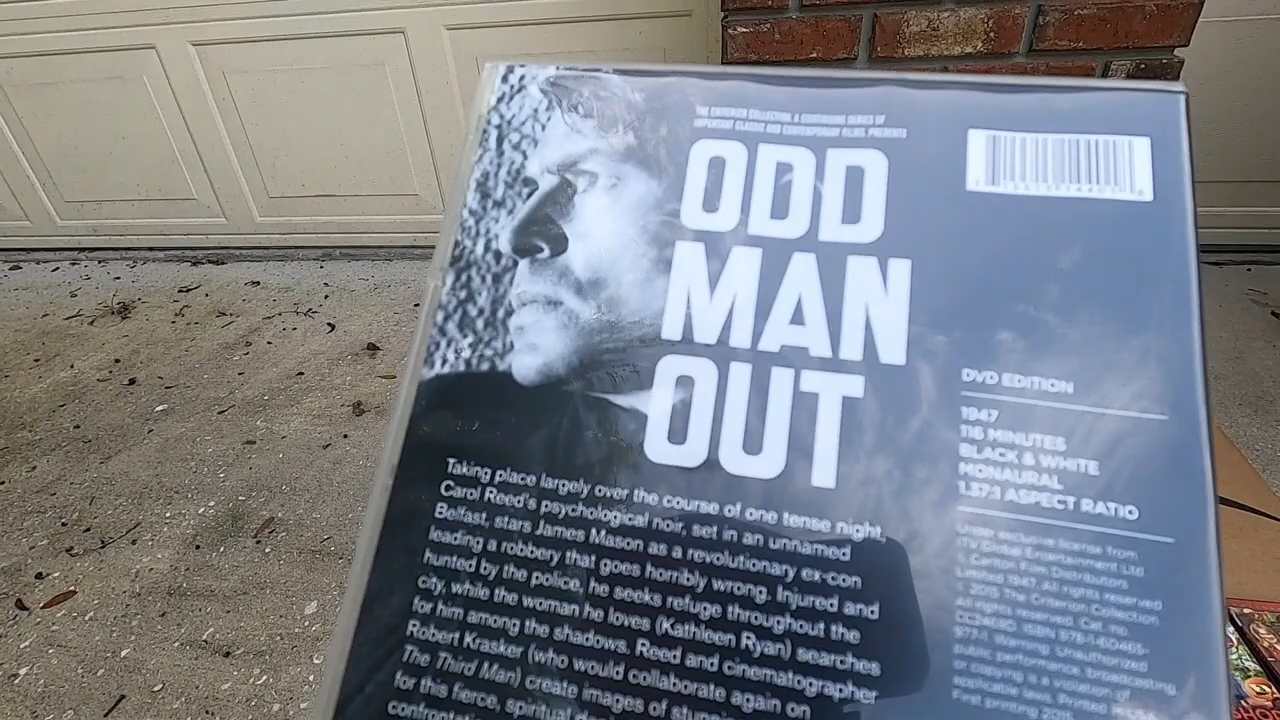 THE CRITERION COLLECTION, A CONTINUING SERIES OF
IMPORTANT CLASSIC AND CONTEMPORARY FILMS, PRESENTS
ODD
MAN
OUT
Taking place largely over the course of one tense night,
Carol Reed's psychological noir, set in an unnamed
Belfast, stars James Mason as a revolutionary ex-con
leading a robbery that goes horribly wrong. Injured and
hunted by the police, he seeks refuge throughout the
city, while the woman he loves (Kathleen Ryan) searches
for him among the shadows. Reed and cinematographer
Robert Krasker (who would collaborate again on
The Third Man) create images of stunning
for this fierce, spiritual
DVD EDITION
1947
116 MINUTES
BLACK & WHITE
MONAURAL
1.37:1 ASPECT RATIO
Under exclusive license from
ITV Global Entertainment Ltd
Carlton Film Distributors
Limited 1947. All rights reserved
2015 The Criterion Collection
All rights reserved. Cat. no.
Warning: Unauthorized
public performance, broadcasting
or copying is a violation of
applicable laws. Printed in
First printing 2015